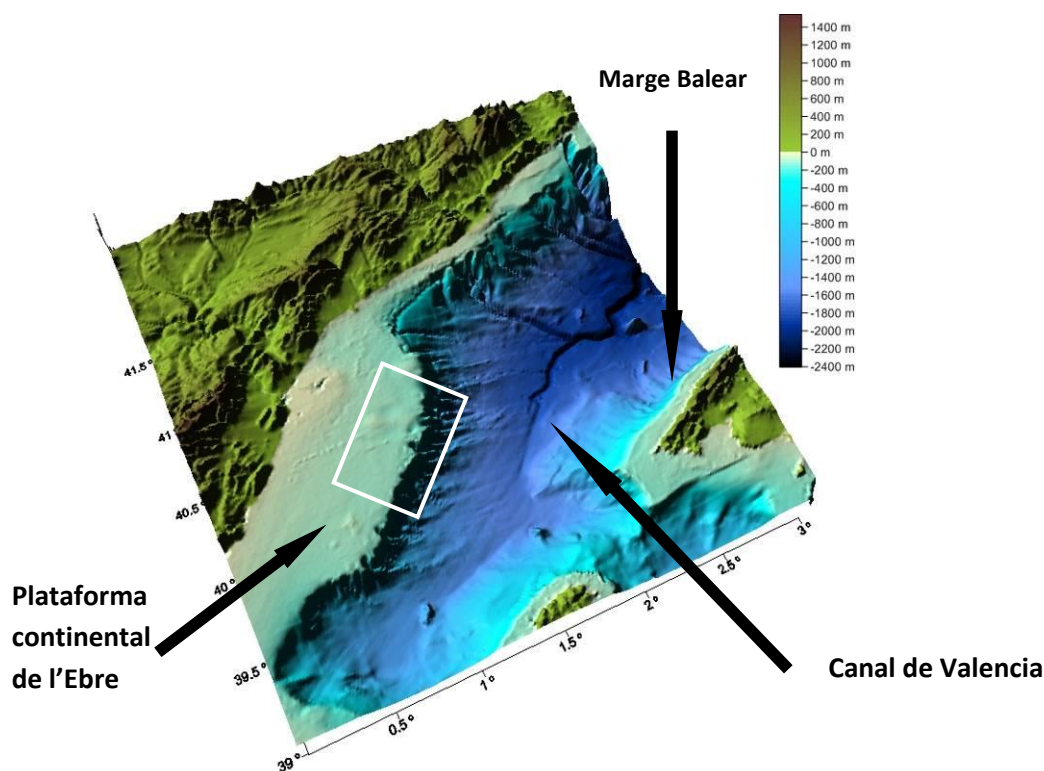 Marge Balear
1400 m
1200 m
1000 m
800 m
600 m
400 m
200 m
0 m
-200 m
-400 m
-600 m
-800 m
-1000 m
-1200 m
-1400 m
-1600 m
-1800 m
-2000 m
-2200 m
-2400 m
41.5°
41°
40.5°
40°
39.5°
39°
0.5°
1°
1.5°
2°
2.5°
3°
Plataforma
continental
de l’Ebre
Canal de Valencia